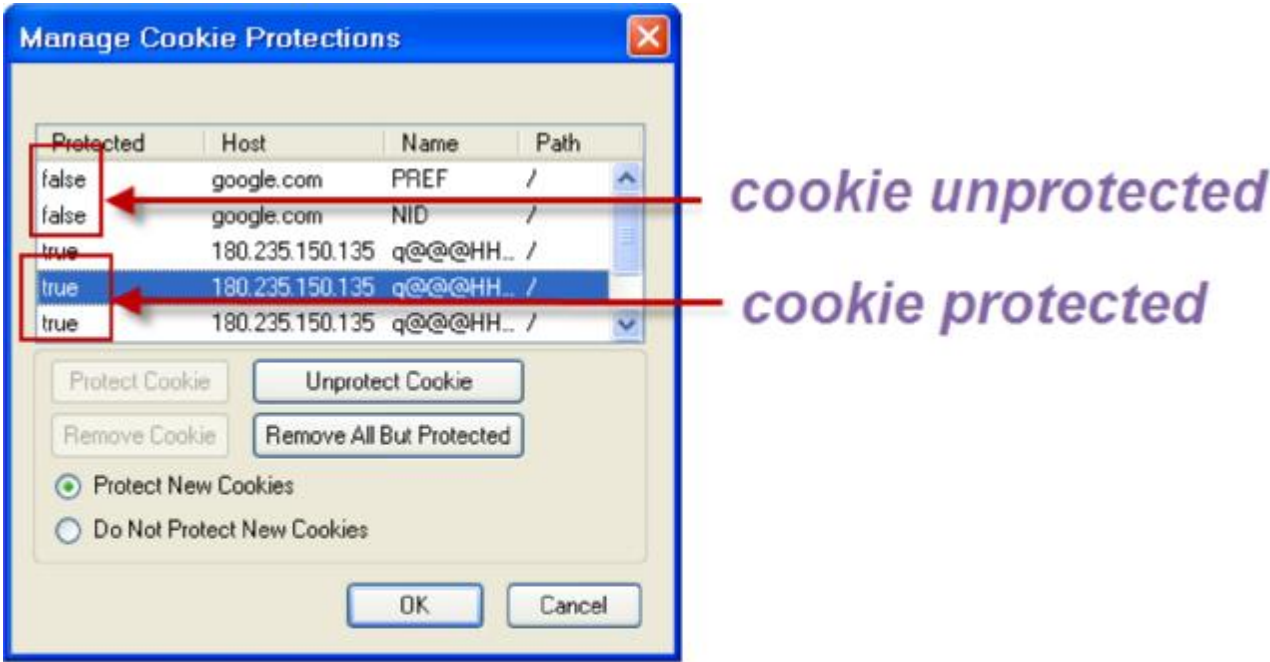 Manage Cookie Protections
Protected Host Name Path
false google.com PREF /
false google.com NID /
true 180.235.150.135 q@@@HH... /
true 180.235.150.135 q@@@HH... /
true 180.235.150.135 q@@@HH... /
cookie unprotected
cookie protected
Protect Cookie Unprotect Cookie
Remove Cookie Remove All But Protected
Protect New Cookies
Do Not Protect New Cookies
OK Cancel